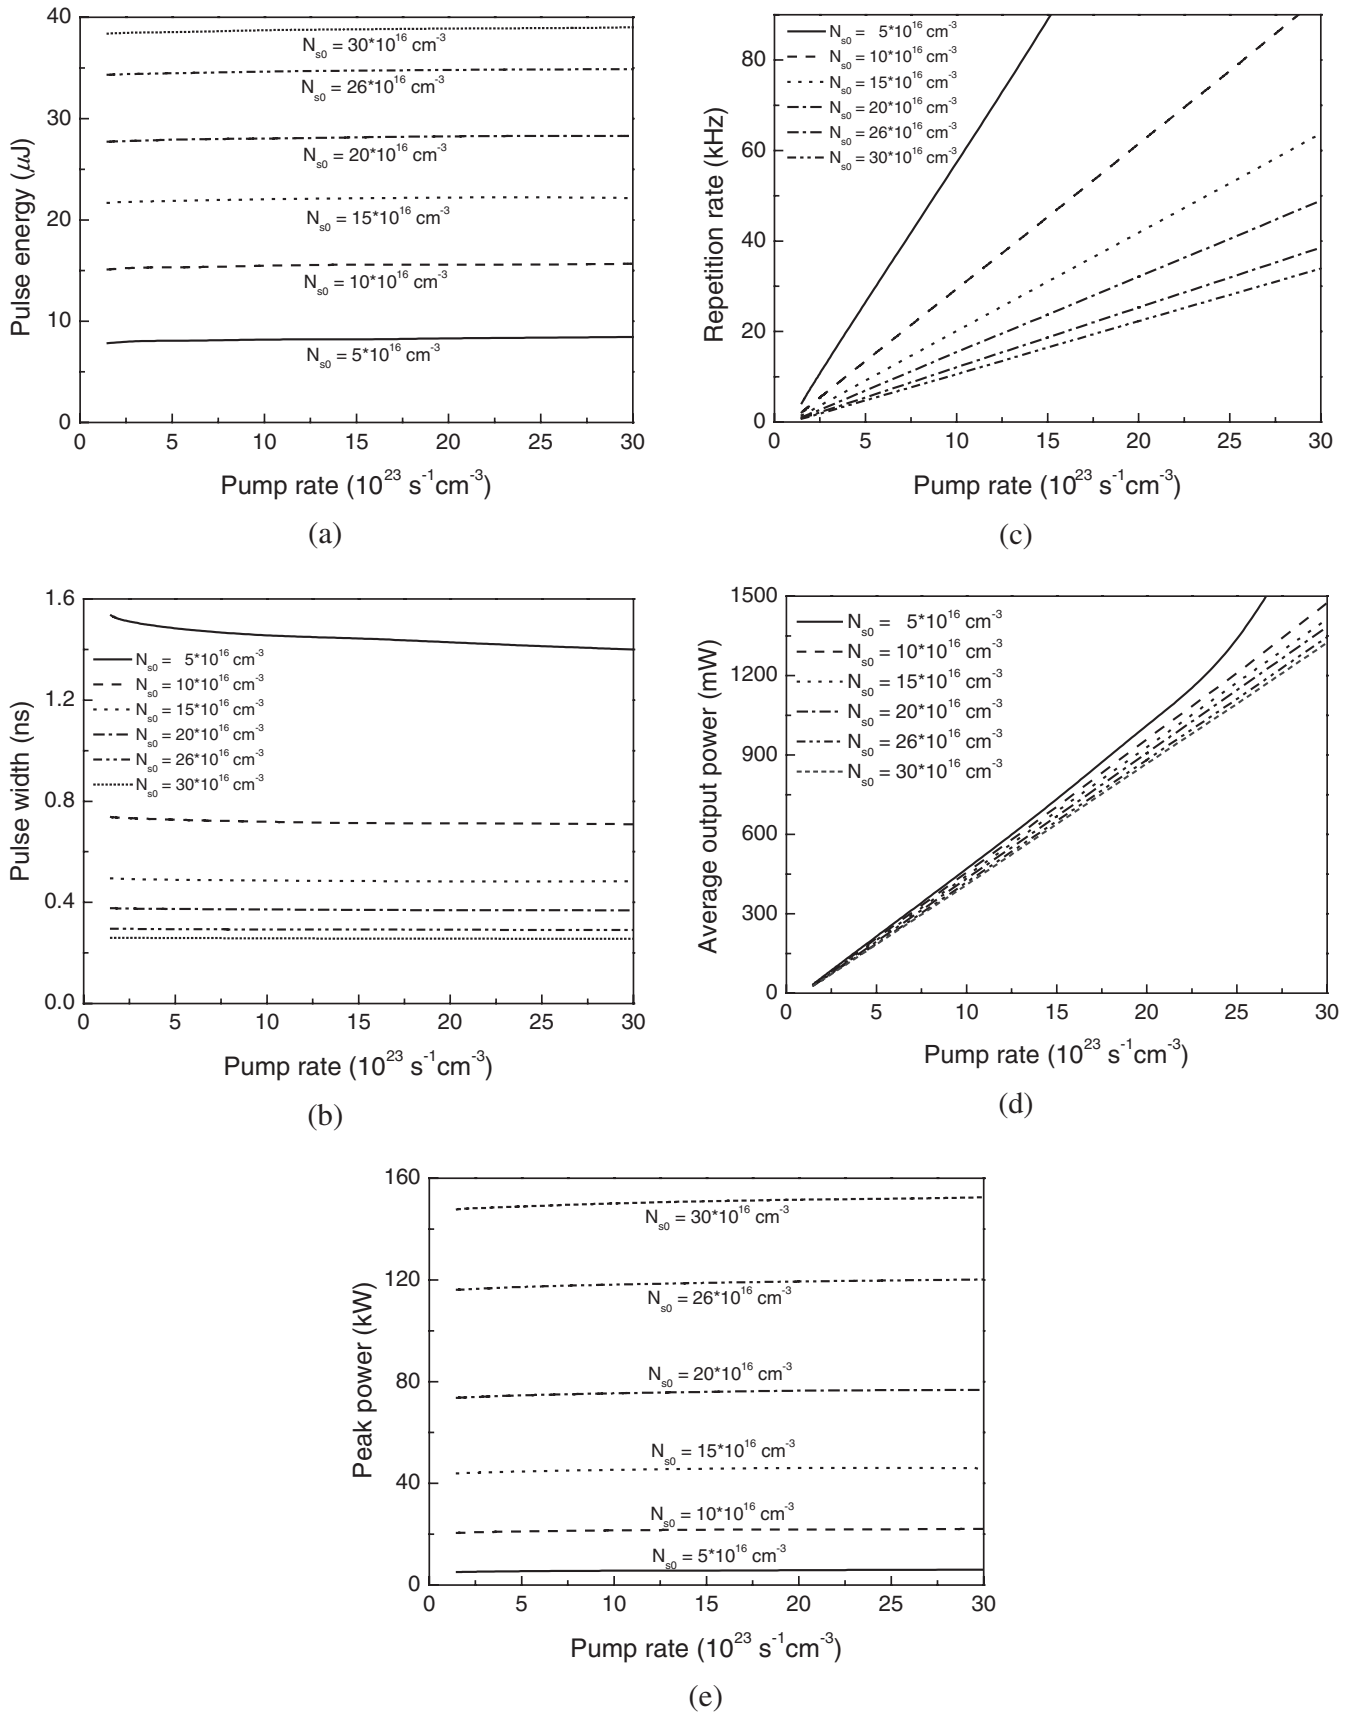 Pulse energy (μJ)
40
30
20
10
0
N_s0 = 30*10^16 cm^-3
N_s0 = 26*10^16 cm^-3
N_s0 = 20*10^16 cm^-3
N_s0 = 15*10^16 cm^-3
N_s0 = 10*10^16 cm^-3
N_s0 = 5*10^16 cm^-3
0 5 10 15 20 25 30
Pump rate (10^23 s^-1cm^-3)
(a)
Repetition rate (kHz)
80
60
40
20
0
N_s0 = 5*10^16 cm^-3
N_s0 = 10*10^16 cm^-3
N_s0 = 15*10^16 cm^-3
N_s0 = 20*10^16 cm^-3
N_s0 = 26*10^16 cm^-3
N_s0 = 30*10^16 cm^-3
0 5 10 15 20 25 30
Pump rate (10^23 s^-1cm^-3)
(c)
Pulse width (ns)
1.6
1.2
0.8
0.4
0.0
N_s0 = 5*10^16 cm^-3
N_s0 = 10*10^16 cm^-3
N_s0 = 15*10^16 cm^-3
N_s0 = 20*10^16 cm^-3
N_s0 = 26*10^16 cm^-3
N_s0 = 30*10^16 cm^-3
0 5 10 15 20 25 30
Pump rate (10^23 s^-1cm^-3)
(b)
Average output power (mW)
1500
1200
900
600
300
0
N_s0 = 5*10^16 cm^-3
N_s0 = 10*10^16 cm^-3
N_s0 = 15*10^16 cm^-3
N_s0 = 20*10^16 cm^-3
N_s0 = 26*10^16 cm^-3
N_s0 = 30*10^16 cm^-3
0 5 10 15 20 25 30
Pump rate (10^23 s^-1cm^-3)
(d)
Peak power (kW)
160
120
80
40
0
N_s0 = 30*10^16 cm^-3
N_s0 = 26*10^16 cm^-3
N_s0 = 20*10^16 cm^-3
N_s0 = 15*10^16 cm^-3
N_s0 = 10*10^16 cm^-3
N_s0 = 5*10^16 cm^-3
0 5 10 15 20 25 30
Pump rate (10^23 s^-1cm^-3)
(e)